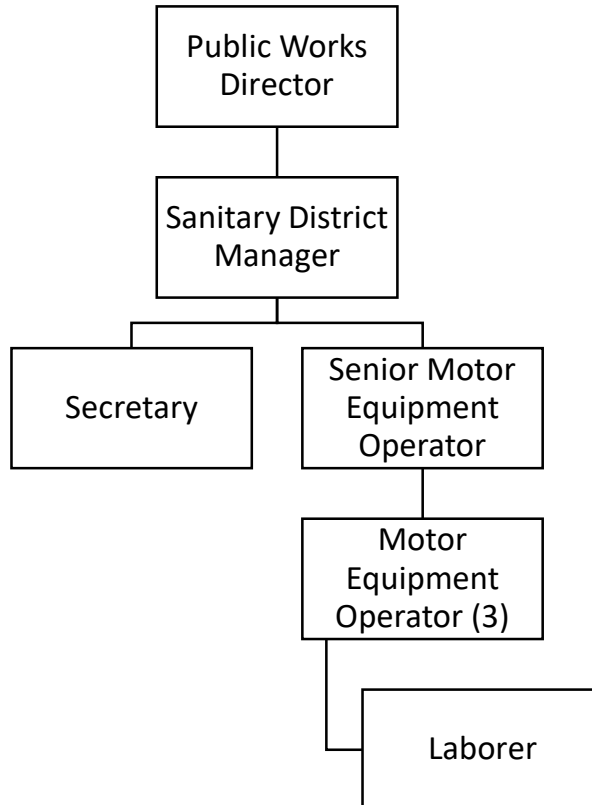 Public Works
Director
Sanitary District
Manager
Secretary
Senior Motor
Equipment
Operator
Motor
Equipment
Operator (3)
Laborer